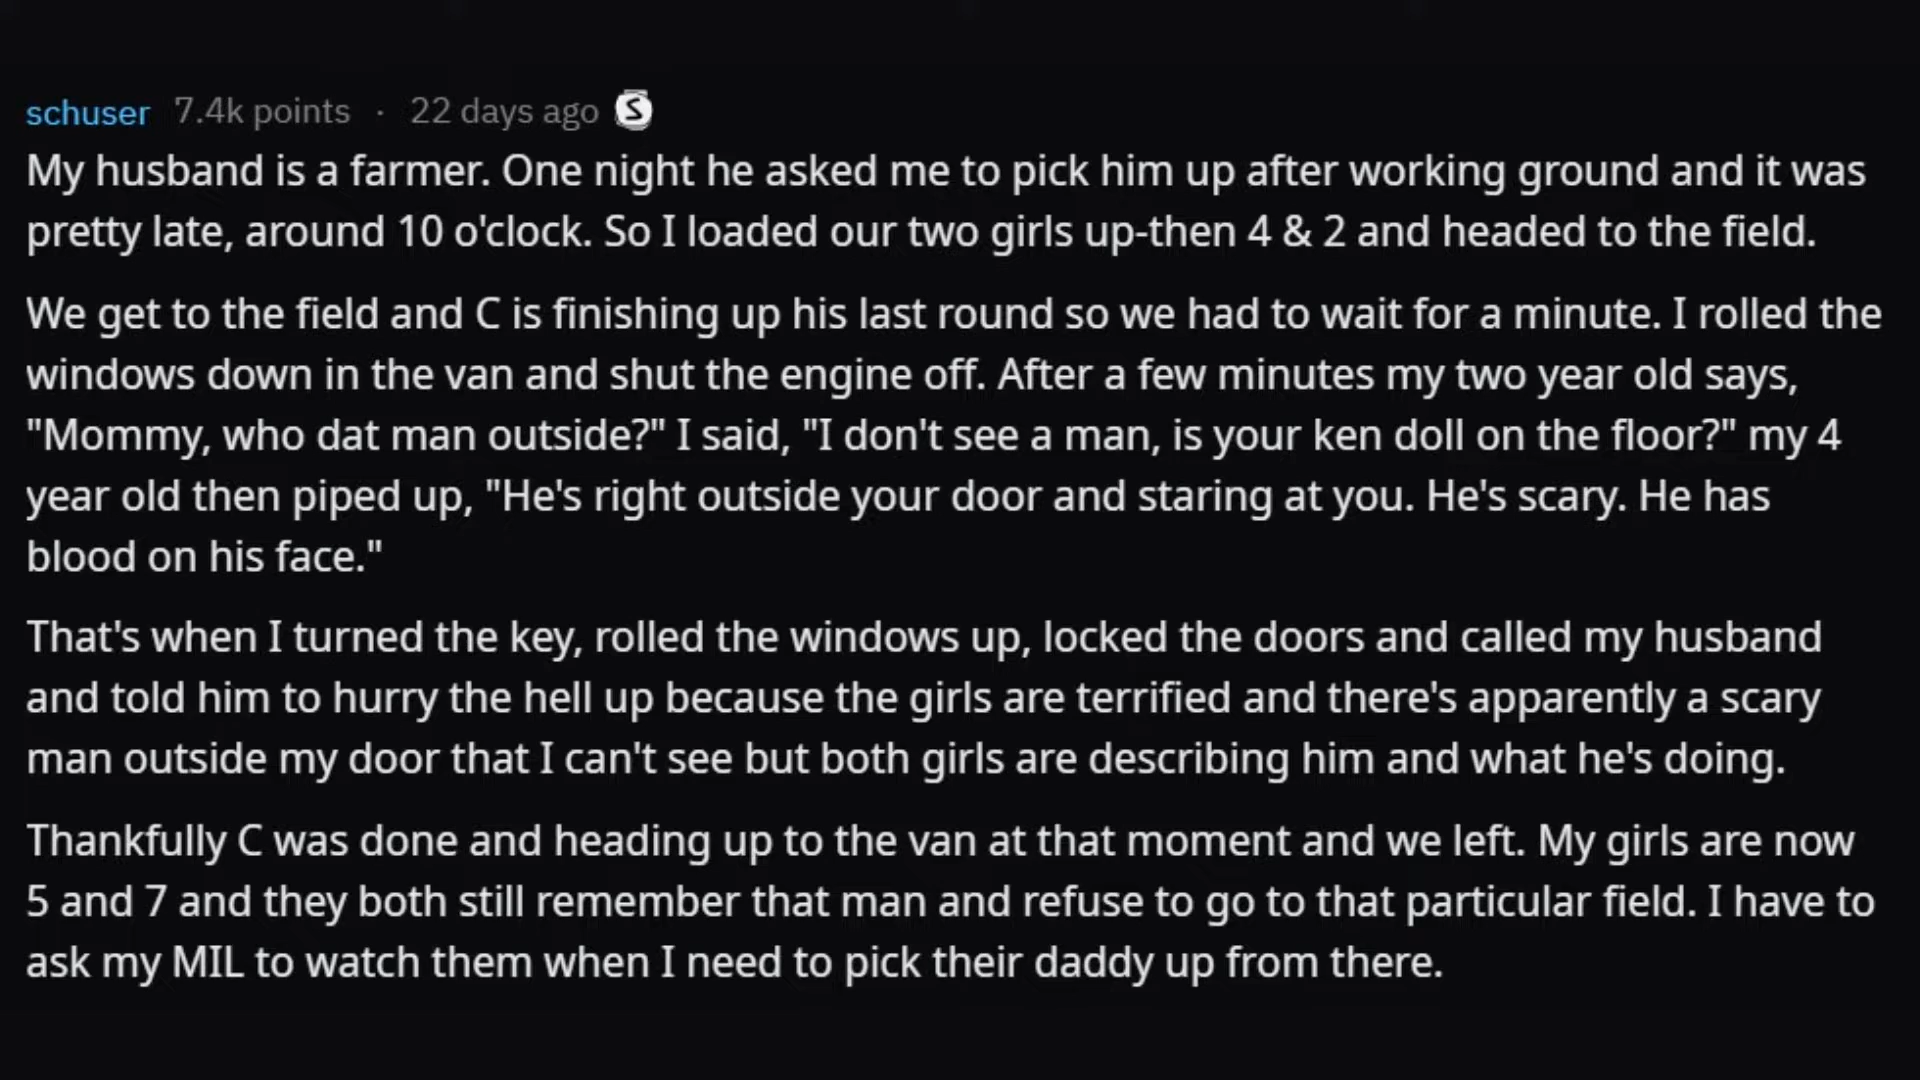 schuser 7.4k points · 22 days ago S
My husband is a farmer. One night he asked me to pick him up after working ground and it was
pretty late, around 10 o'clock. So I loaded our two girls up-then 4 & 2 and headed to the field.
We get to the field and C is finishing up his last round so we had to wait for a minute. I rolled the
windows down in the van and shut the engine off. After a few minutes my two year old says,
"Mommy, who dat man outside?" I said, "I don't see a man, is your ken doll on the floor?" my 4
year old then piped up, "He's right outside your door and staring at you. He's scary. He has
blood on his face."
That's when I turned the key, rolled the windows up, locked the doors and called my husband
and told him to hurry the hell up because the girls are terrified and there's apparently a scary
man outside my door that I can't see but both girls are describing him and what he's doing.
Thankfully C was done and heading up to the van at that moment and we left. My girls are now
5 and 7 and they both still remember that man and refuse to go to that particular field. I have to
ask my MIL to watch them when I need to pick their daddy up from there.